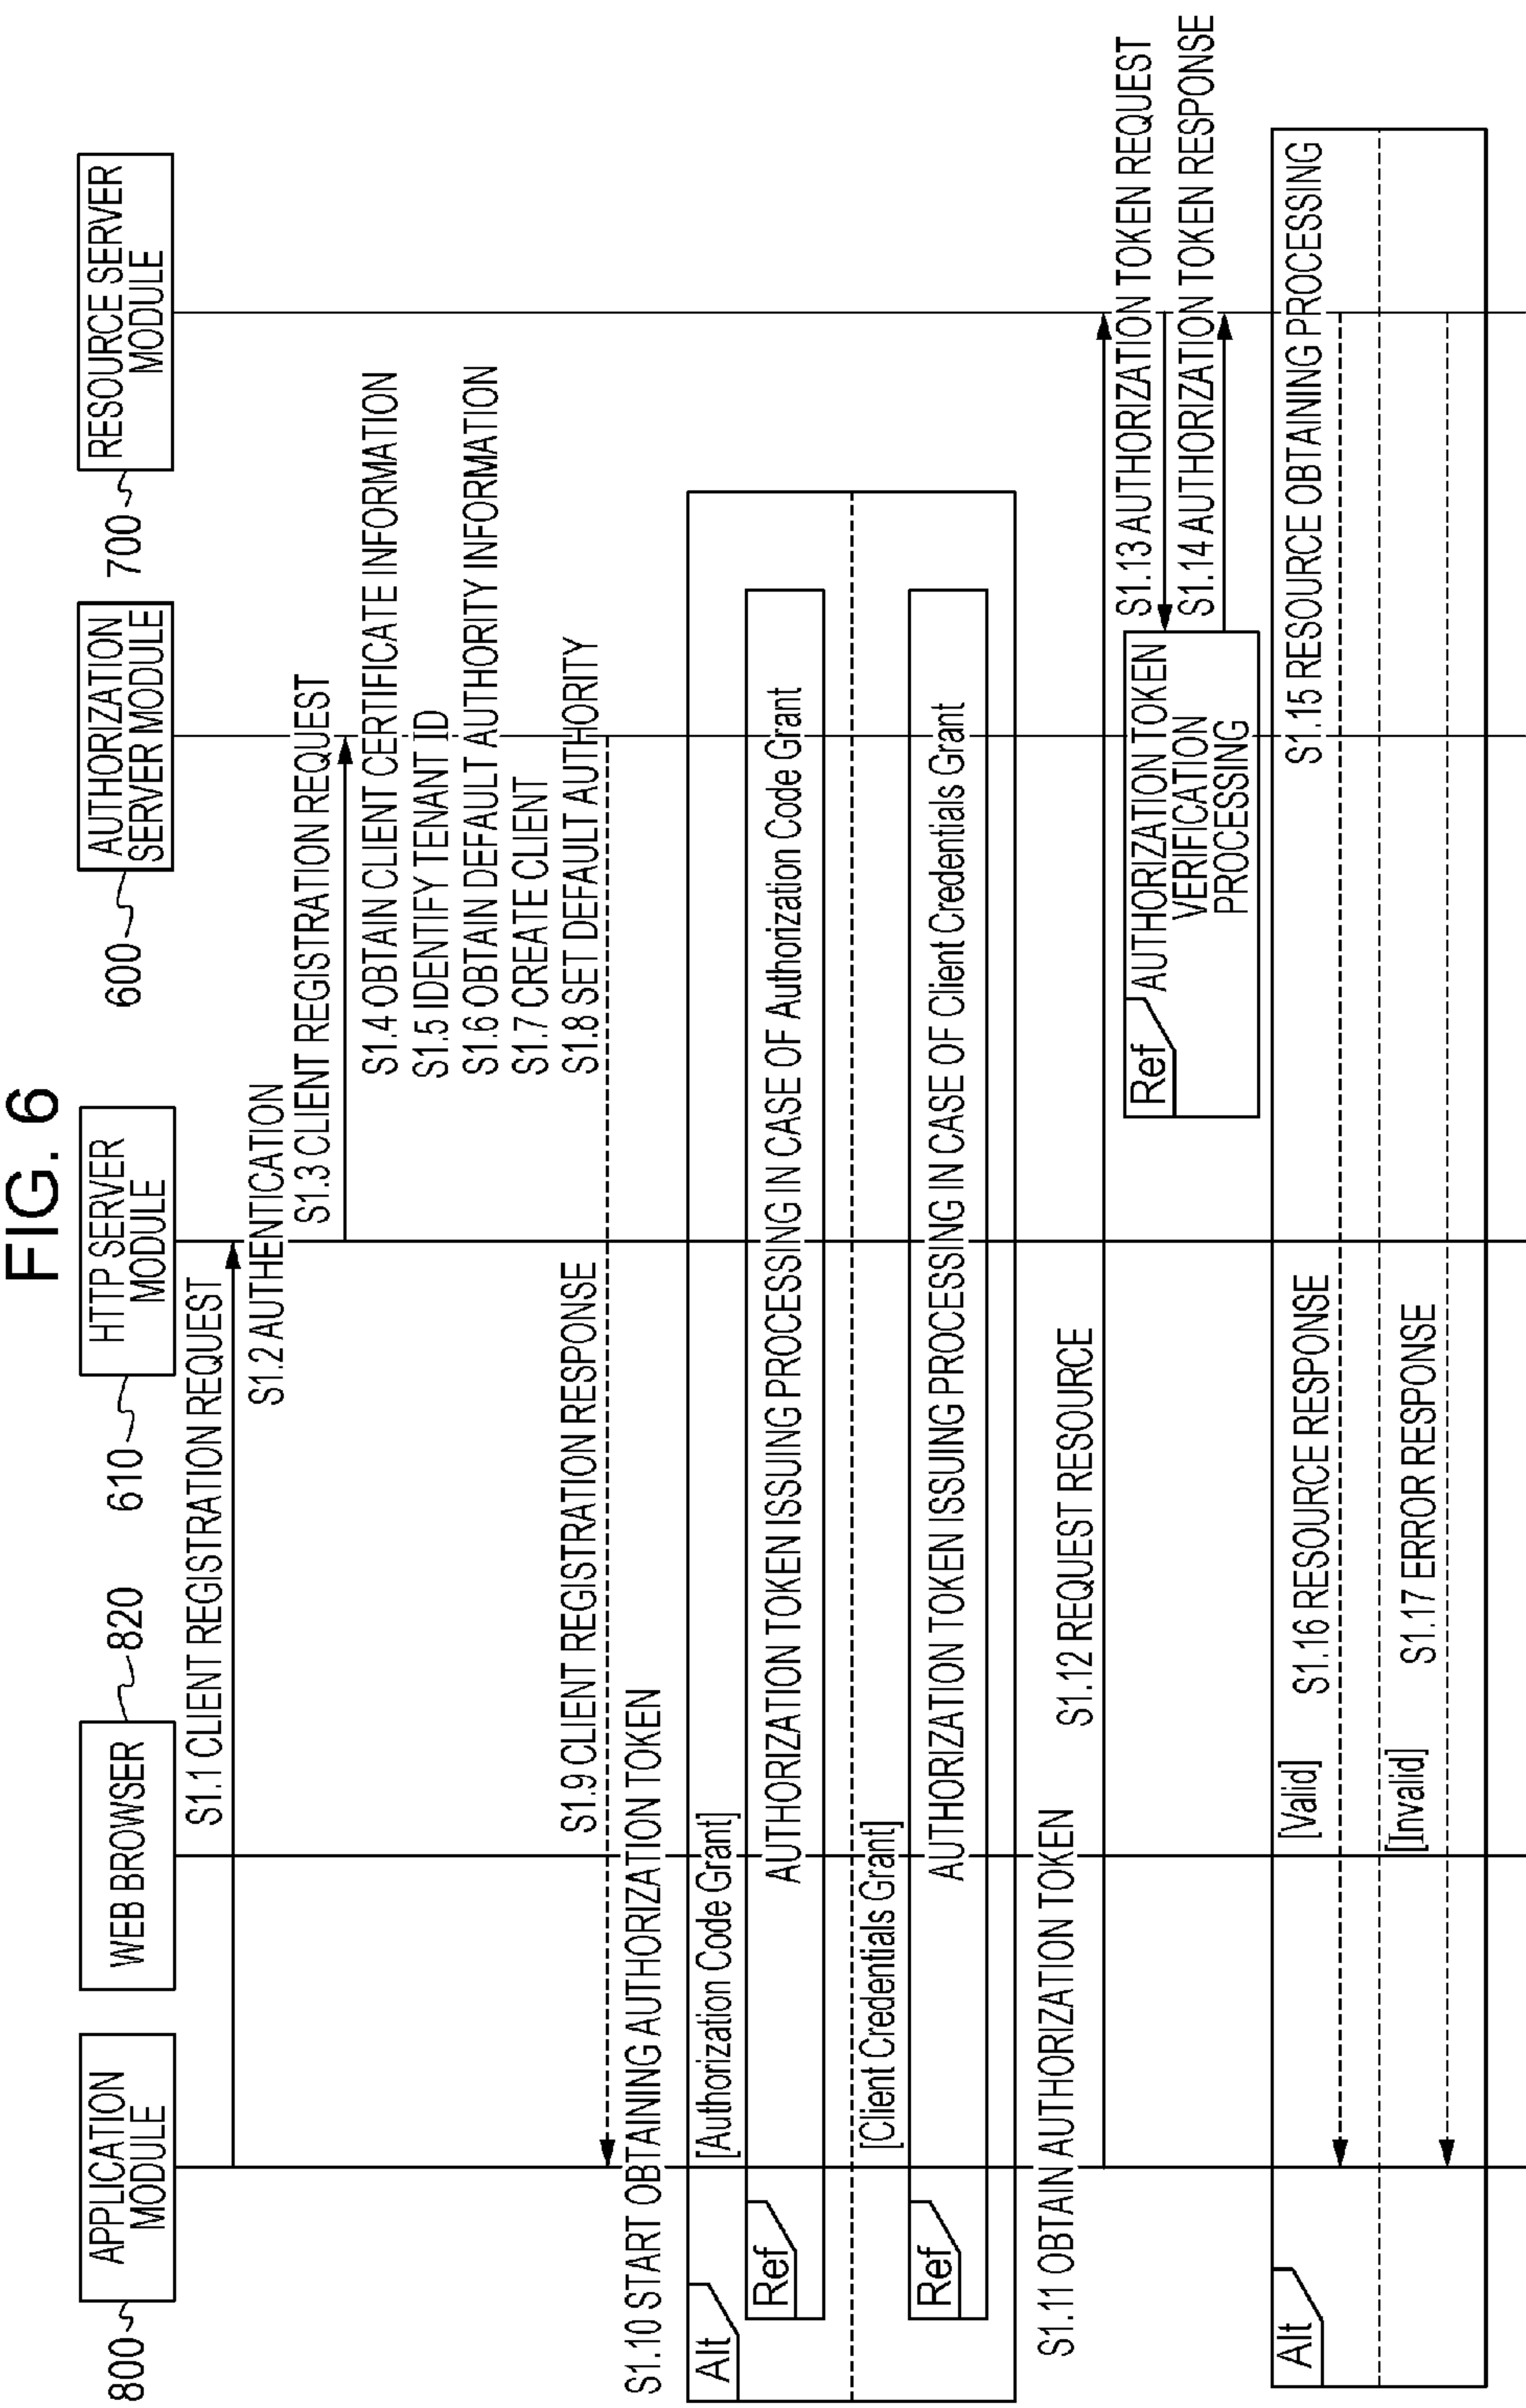 FIG. 6
800
APPLICATION
MODULE
WEB BROWSER
820
610
HTTP SERVER
MODULE
600
AUTHORIZATION
SERVER MODULE
700
RESOURCE SERVER
MODULE
S1.1 CLIENT REGISTRATION REQUEST
S1.2 AUTHENTICATION
S1.3 CLIENT REGISTRATION REQUEST
S1.4 OBTAIN CLIENT CERTIFICATE INFORMATION
S1.5 IDENTIFY TENANT ID
S1.6 OBTAIN DEFAULT AUTHORITY INFORMATION
S1.7 CREATE CLIENT
S1.8 SET DEFAULT AUTHORITY
S1.9 CLIENT REGISTRATION RESPONSE
S1.10 START OBTAINING AUTHORIZATION TOKEN
Alt
[Authorization Code Grant]
Ref
AUTHORIZATION TOKEN ISSUING PROCESSING IN CASE OF Authorization Code Grant
[Client Credentials Grant]
Ref
AUTHORIZATION TOKEN ISSUING PROCESSING IN CASE OF Client Credentials Grant
S1.11 OBTAIN AUTHORIZATION TOKEN
S1.12 REQUEST RESOURCE
S1.13 AUTHORIZATION TOKEN REQUEST
Ref
AUTHORIZATION TOKEN
VERIFICATION
PROCESSING
S1.14 AUTHORIZATION TOKEN RESPONSE
Alt
[Valid]
S1.15 RESOURCE OBTAINING PROCESSING
S1.16 RESOURCE RESPONSE
[Invalid]
S1.17 ERROR RESPONSE